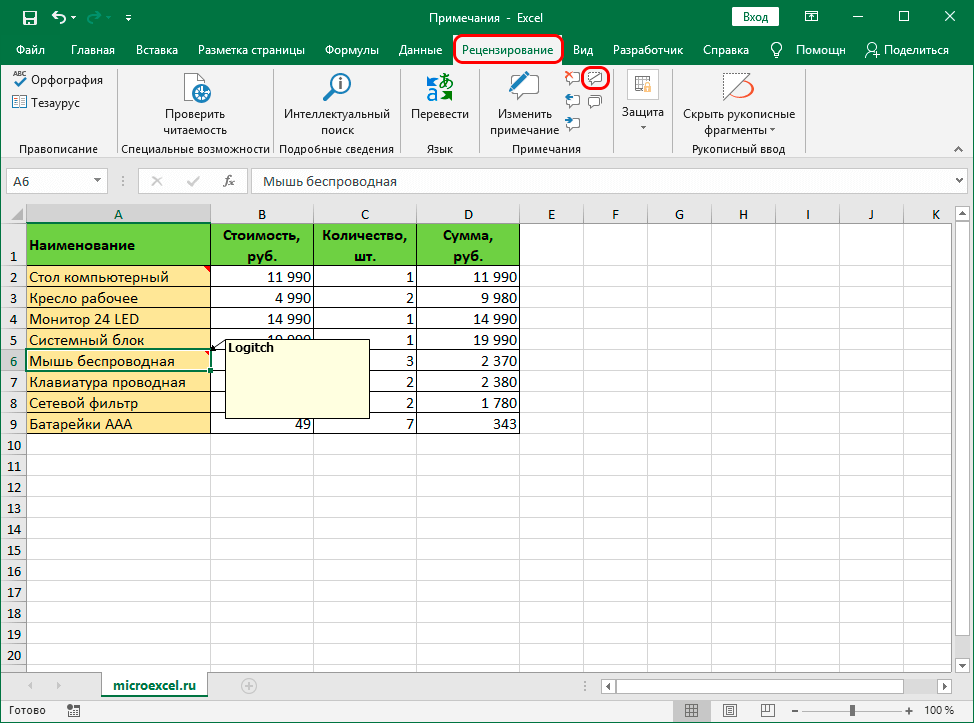 Примечания - Excel
Вход
Файл Главная Вставка Разметка страницы Формулы Данные Рецензирование Вид Разработчик Справка Помощн Поделиться
ABC
Орфография
Тезаурус
Правописание
Проверить
читаемость
Специальные возможности
Интеллектуальный
поиск
Подробные сведения
Перевести
Язык
Изменить
примечание
Примечания
Защита
Скрыть рукописные
фрагменты
Рукописный ввод
A6
fx
Мышь беспроводная
A B C D E F G H I J K
1 Наименование Стоимость, Количество, Сумма,
руб. шт. руб.
2 Стол компьютерный 11 990 1 11 990
3 Кресло рабочее 4 990 2 9 980
4 Монитор 24 LED 14 990 1 14 990
5 Системный блок 19 990 1 19 990
Logitch
6 Мышь беспроводная 3 2 370
7 Клавиатура проводная 2 2 380
8 Сетевой фильтр 2 1 780
9 Батарейки ААА 49 7 343
10
11
12
13
14
15
16
17
18
19
20
microexcel.ru
Готово
100 %